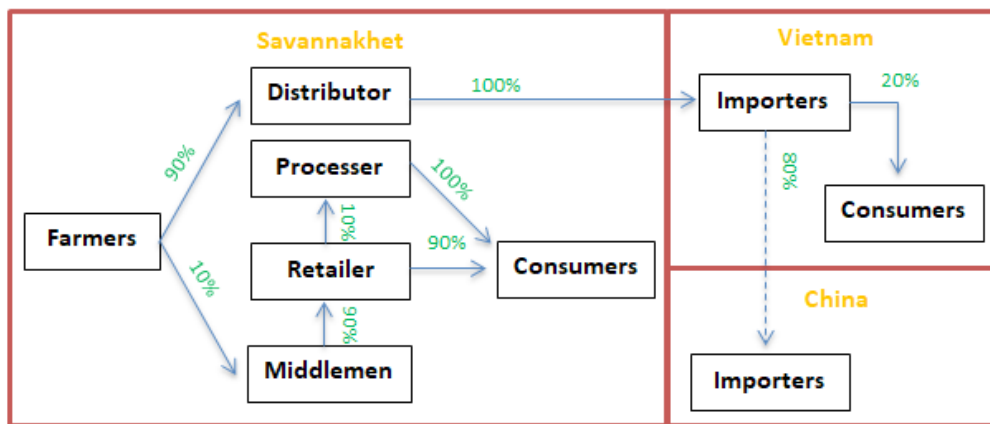 Savannakhet
Vietnam
Distributor
100%
Importers
20%
90%
Processer
100%
80%
Consumers
Farmers
10%
Retailer
90%
Consumers
10%
90%
Middlemen
China
Importers